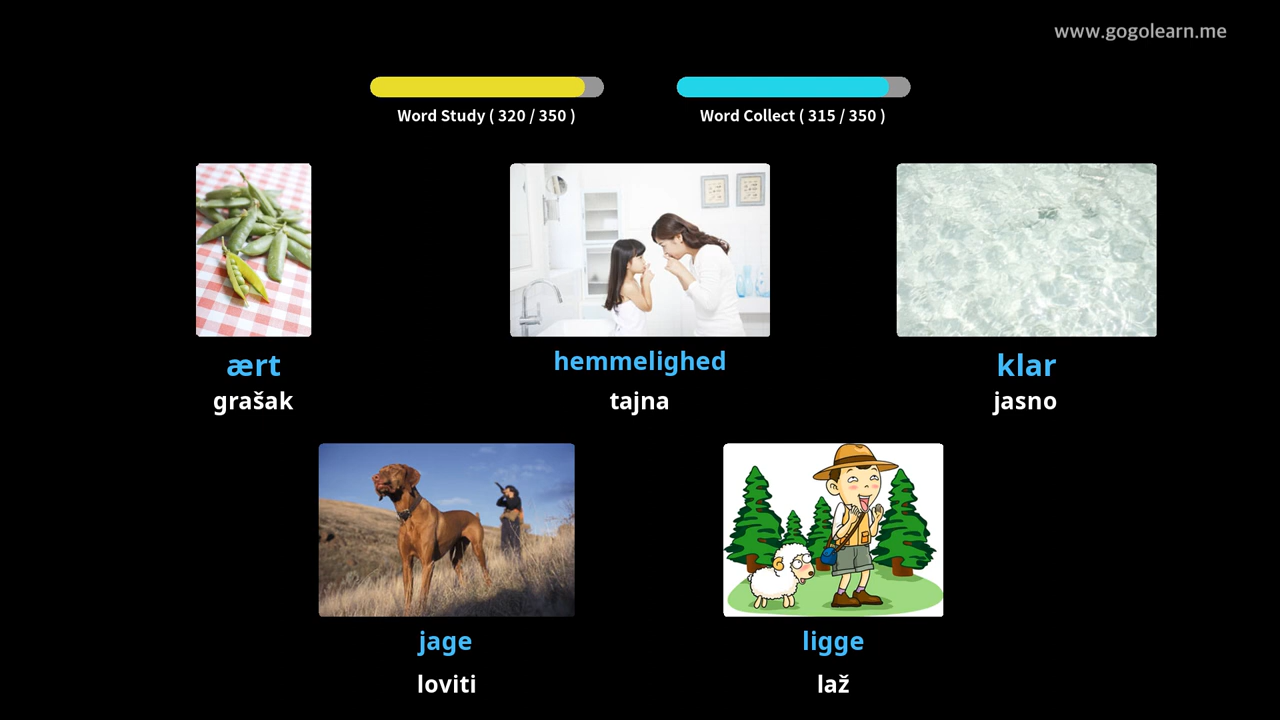 www.gogolearn.me
Word Study ( 320 / 350 )
Word Collect ( 315 / 350 )
ært
grašak
hemmelighed
tajna
klar
jasno
jage
loviti
ligge
laž